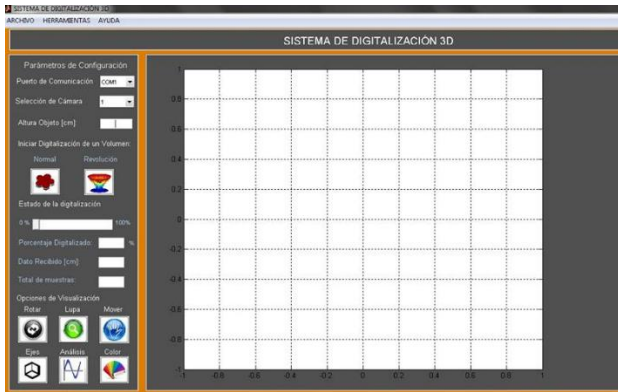 SISTEMA DE DIGITALIZACIÓN 3D
ARCHIVO HERRAMIENTAS AYUDA
SISTEMA DE DIGITALIZACIÓN 3D
Parámetros de Configuración
Puerto de Comunicación COM1
Selección de Cámara 1
Altura Objeto [cm]
Iniciar Digitalización de un Volumen:
Normal Revolución
Estado de la digitalización
0 % 100%
Porcentaje Digitalizado: %
Dato Recibido [cm]:
Total de muestras:
Opciones de Visualización
Rotar Lupa Mover
Ejes Análisis Color
1
0.8
0.6
0.4
0.2
0
-0.2
-0.4
-0.6
-0.8
-1
-1 -0.8 -0.6 -0.4 -0.2 0 0.2 0.4 0.6 0.8 1